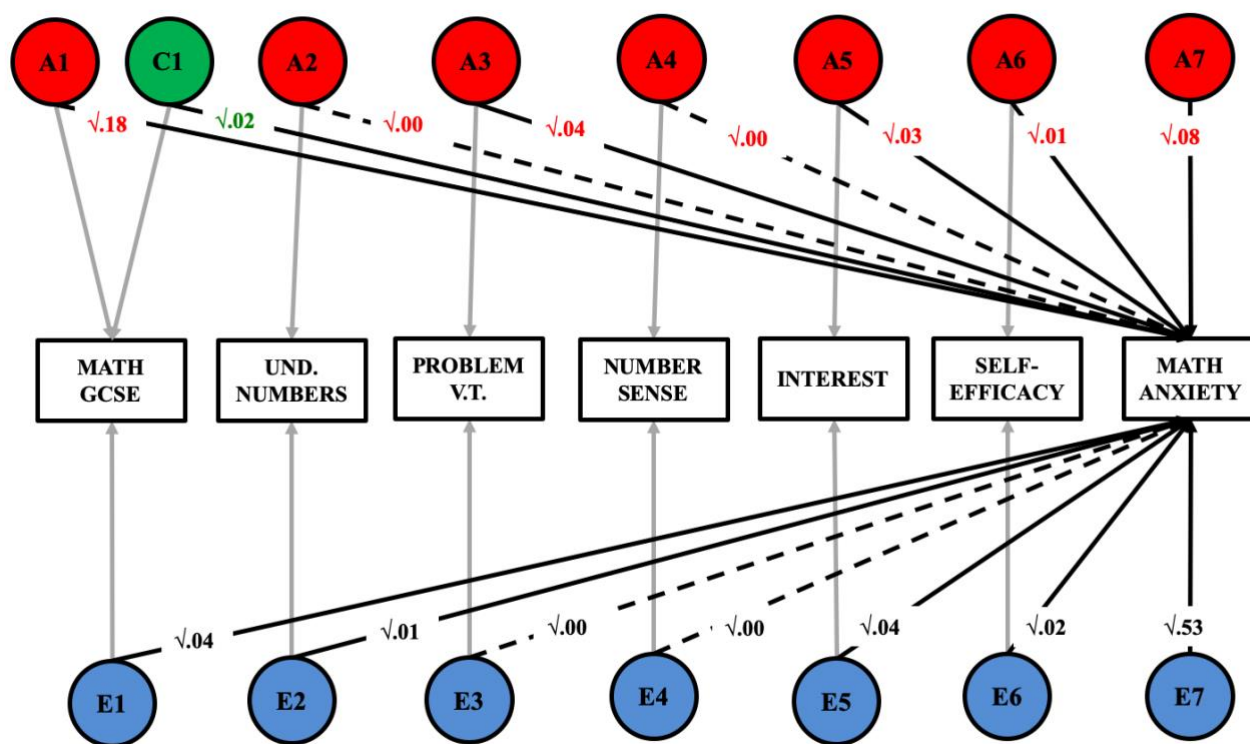 A1
C1
A2
A3
A4
A5
A6
A7
√.18
√.02
√.00
√.04
√.00
√.03
√.01
√.08
MATH
GCSE
UND.
NUMBERS
PROBLEM
V.T.
NUMBER
SENSE
INTEREST
SELF-
EFFICACY
MATH
ANXIETY
√.04
√.01
√.00
√.00
√.04
√.02
√.53
E1
E2
E3
E4
E5
E6
E7